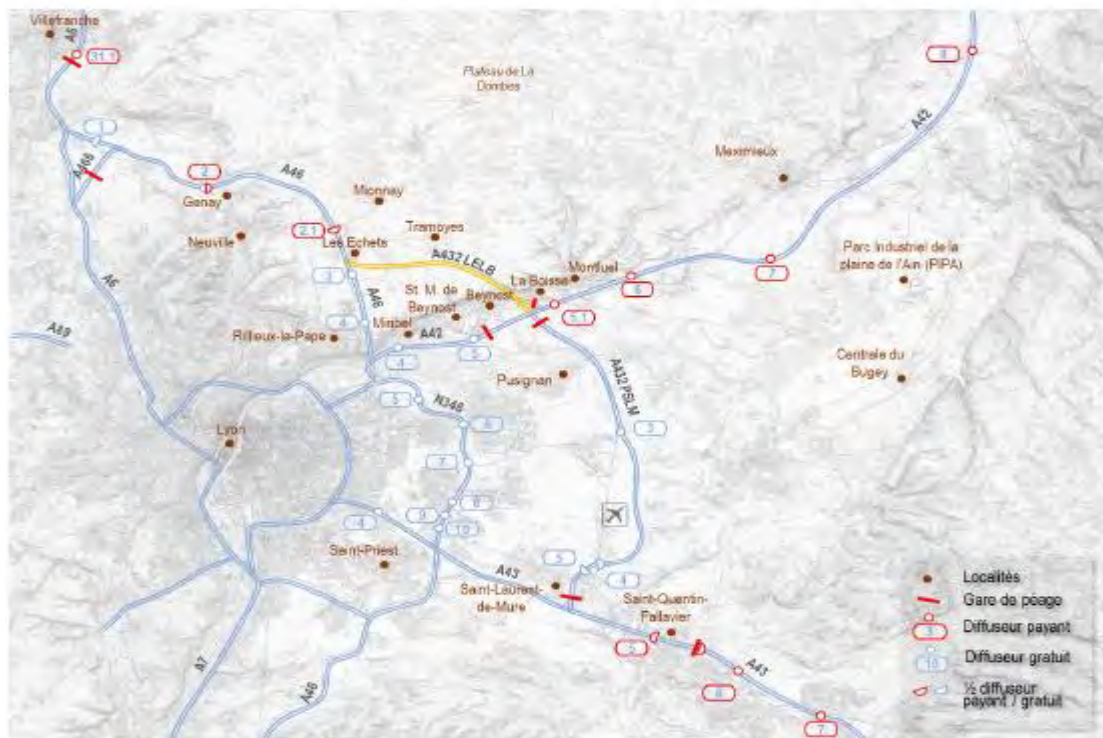 Villefranche
A6
31.1
Plateau de La
Dombes
8
A42
1
Meximieux
A466
2
A46
Genay
Mionnay
2.1
Neuville
Tramoyes
Les Echets
A432 LELB
Parc Industriel de la
plaine de l'Ain (PIPA)
7
3
La Boisse
Montluel
6
A6
A46
St. M. de
Beynost
Beynost
5.1
4
Miribel
A42
Rillieux-la-Pape
A89
5
4
Centrale du
Bugey
Pusignan
A432 PSLM
5
N346
6
3
Lyon
7
8
4
9
10
Saint-Priest
5
4
A43
Saint-Laurent-
de-Mure
Saint-Quentin-
Fallavier
5
A43
6
A7
A46
7
Localités
Gare de péage
3
Diffuseur payant
10
Diffuseur gratuit
½ diffuseur
payant / gratuit